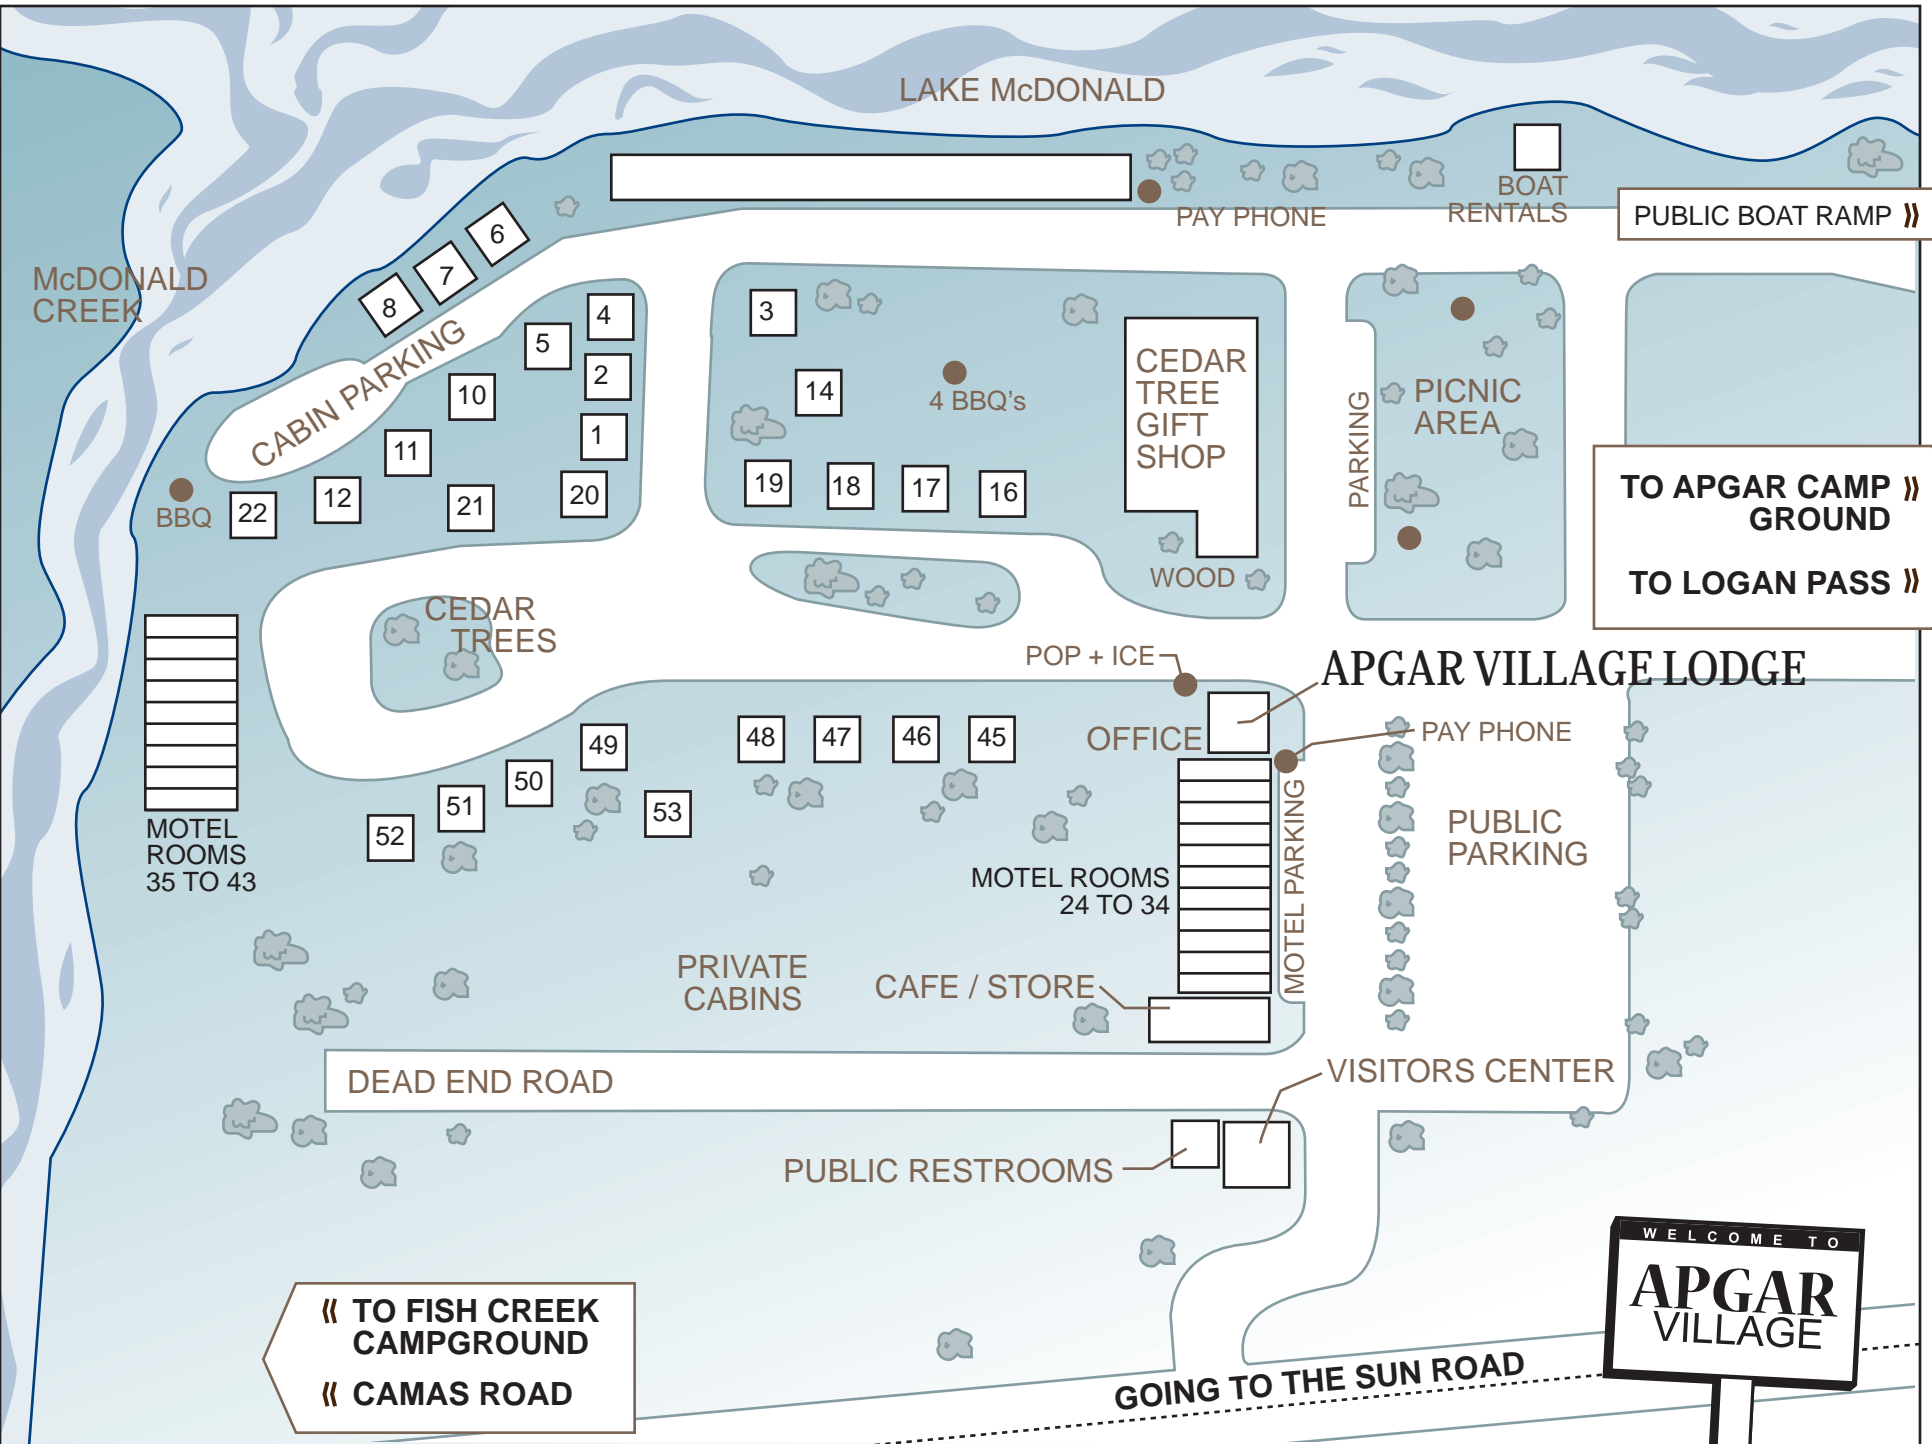 LAKE McDONALD
BOAT
RENTALS
PAY PHONE
PUBLIC BOAT RAMP
McDONALD
CREEK
6
7
8
CABIN PARKING
4
5
2
10
1
11
20
21
12
22
BBQ
3
14
4 BBQ's
19
18
17
16
CEDAR
TREE
GIFT
SHOP
WOOD
PARKING
PICNIC
AREA
TO APGAR CAMP
GROUND
TO LOGAN PASS
CEDAR
TREES
POP + ICE
APGAR VILLAGE LODGE
OFFICE
PAY PHONE
MOTEL
ROOMS
35 TO 43
49
50
51
52
53
48
47
46
45
MOTEL ROOMS
24 TO 34
MOTEL PARKING
PUBLIC
PARKING
PRIVATE
CABINS
CAFE / STORE
DEAD END ROAD
VISITORS CENTER
PUBLIC RESTROOMS
TO FISH CREEK
CAMPGROUND
CAMAS ROAD
GOING TO THE SUN ROAD
WELCOME TO
APGAR
VILLAGE